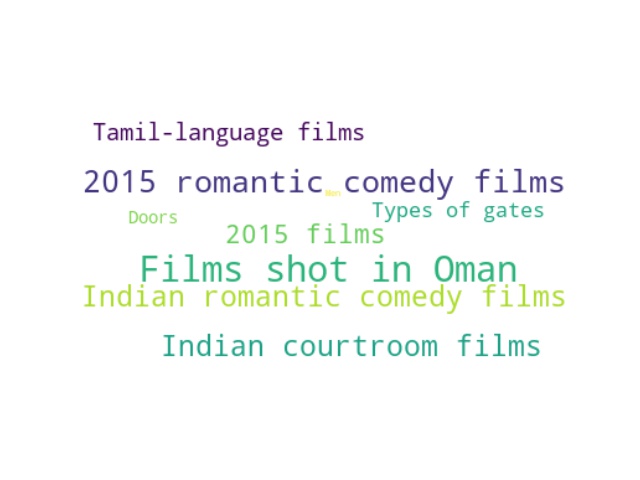 Tamil-language films
2015 romantic comedy films
Types of gates
Doors
2015 films
Films shot in Oman
Indian romantic comedy films
Indian courtroom films